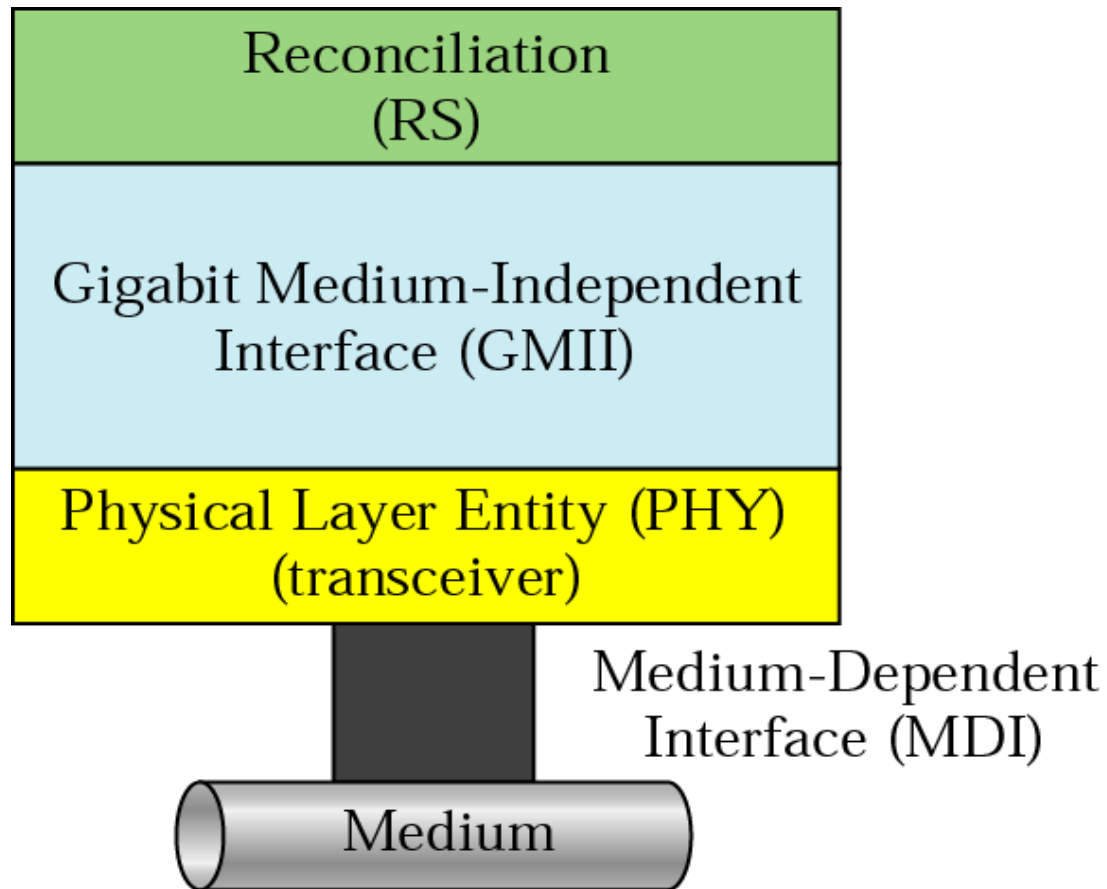 Reconciliation
(RS)
Gigabit Medium-Independent
Interface (GMII)
Physical Layer Entity (PHY)
(transceiver)
Medium-Dependent
Interface (MDI)
Medium